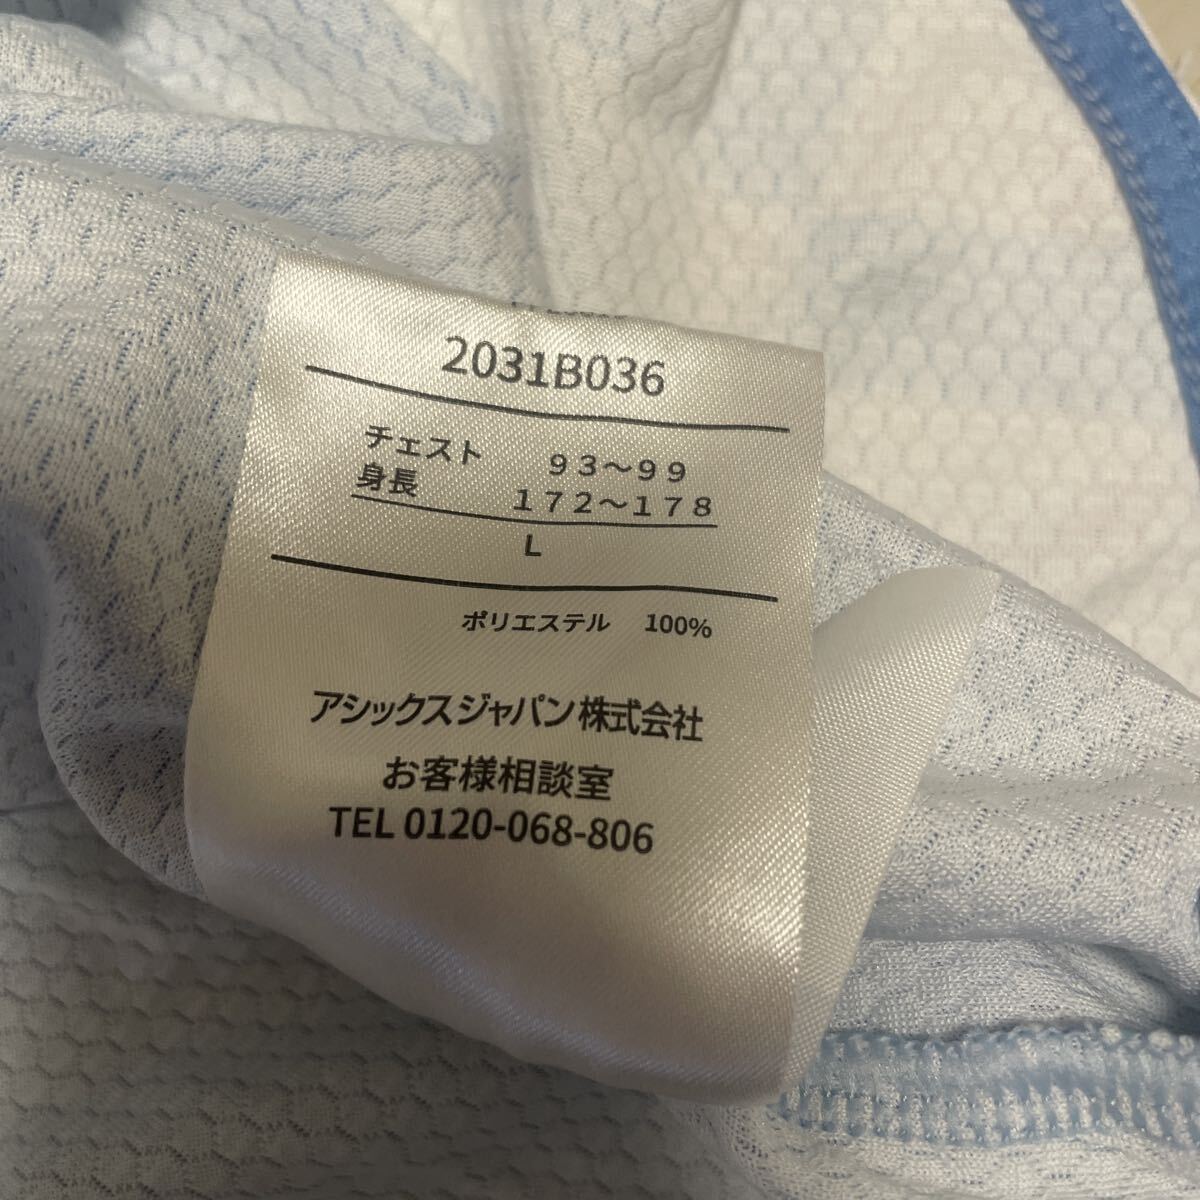 2031B036
チェスト 93～99
身長 172～178
L
ポリエステル 100%
アシックスジャパン株式会社
お客様相談室
TEL 0120-068-806